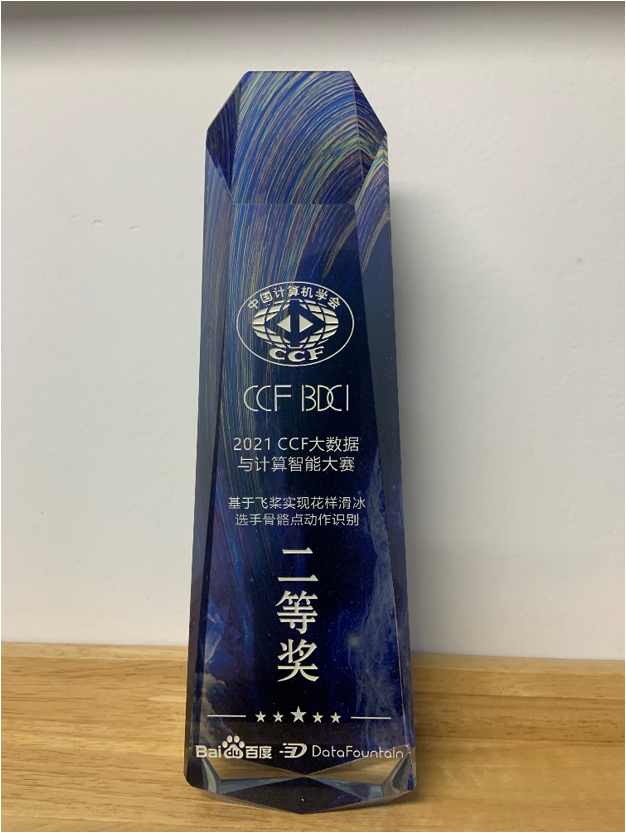 中国计算机学会
CCF
CCF BDCI
2021 CCF大数据
与计算智能大赛
基于飞桨实现花样滑冰
选手骨骼点动作识别
二等奖
Baidu百度 DataFountain